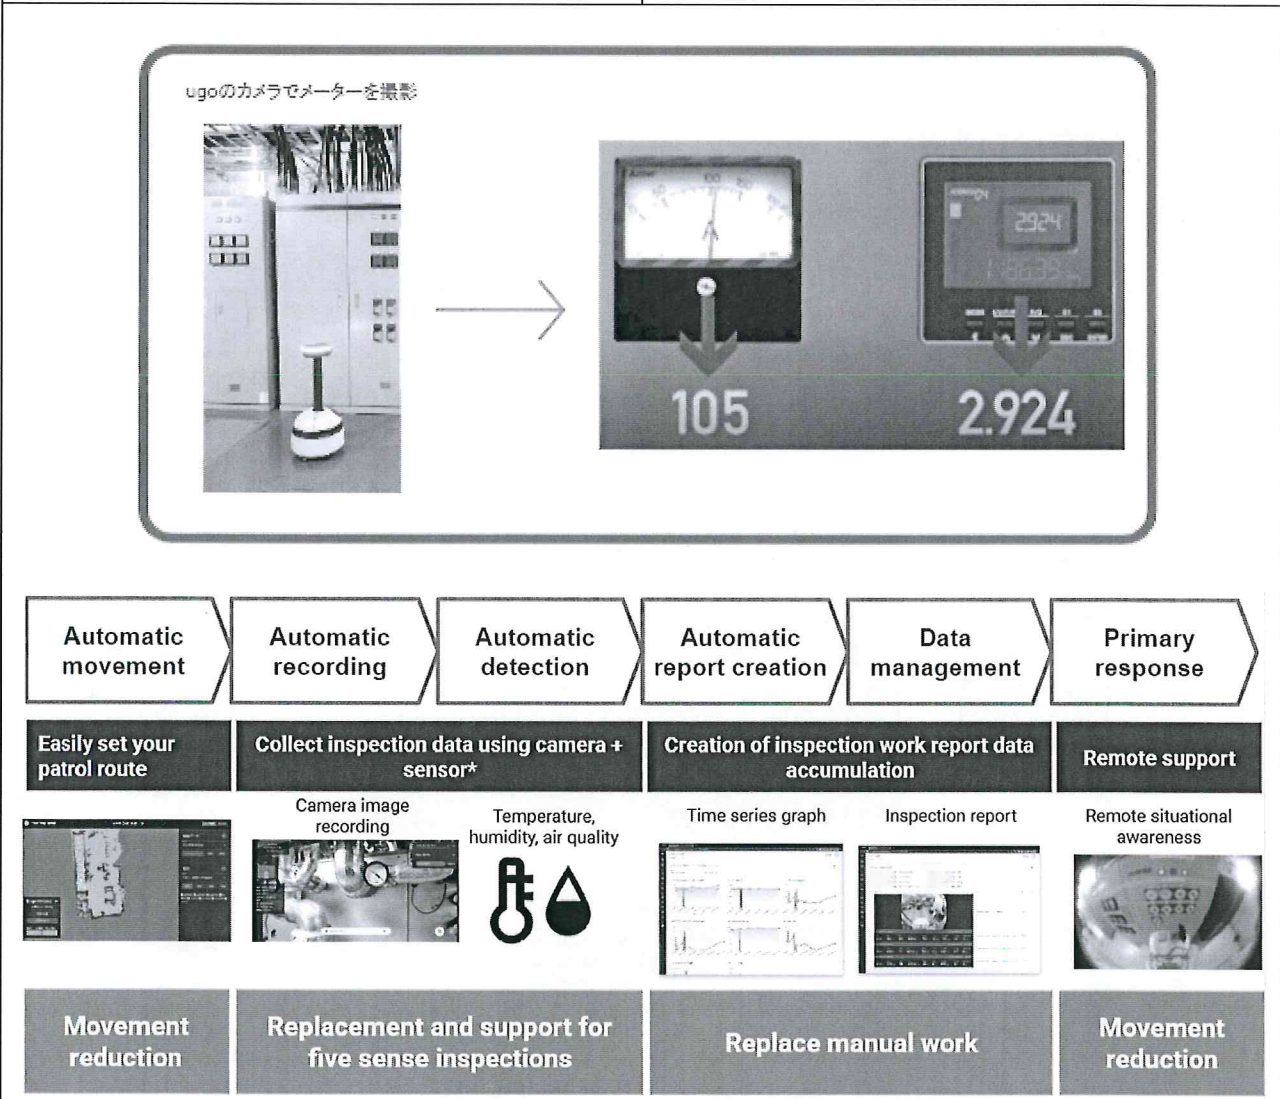 ugoのカメラでメーターを撮影
100
2.924
105
2.924
Automatic
movement
Automatic
recording
Automatic
detection
Automatic
report creation
Data
management
Primary
response
Easily set your
patrol route
Collect inspection data using camera +
sensor*
Creation of inspection work report data
accumulation
Remote support
Camera image
recording
Temperature,
humidity, air quality
Time series graph
Inspection report
Remote situational
awareness
Movement
reduction
Replacement and support for
five sense inspections
Replace manual work
Movement
reduction